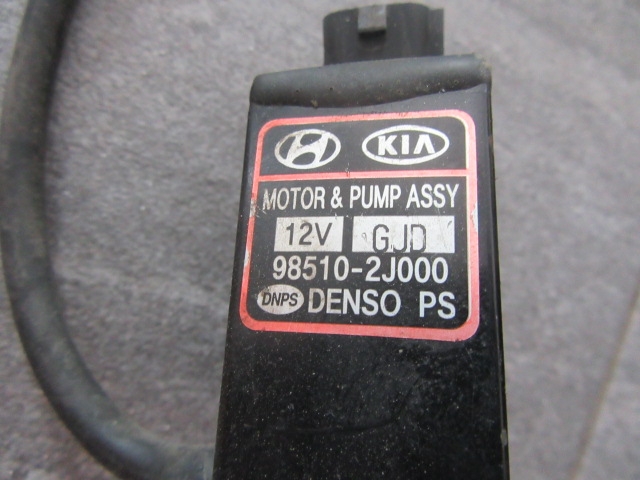 KIA
MOTOR & PUMP ASSY
12V GJD
98510-2J000
DNPS DENSO PS